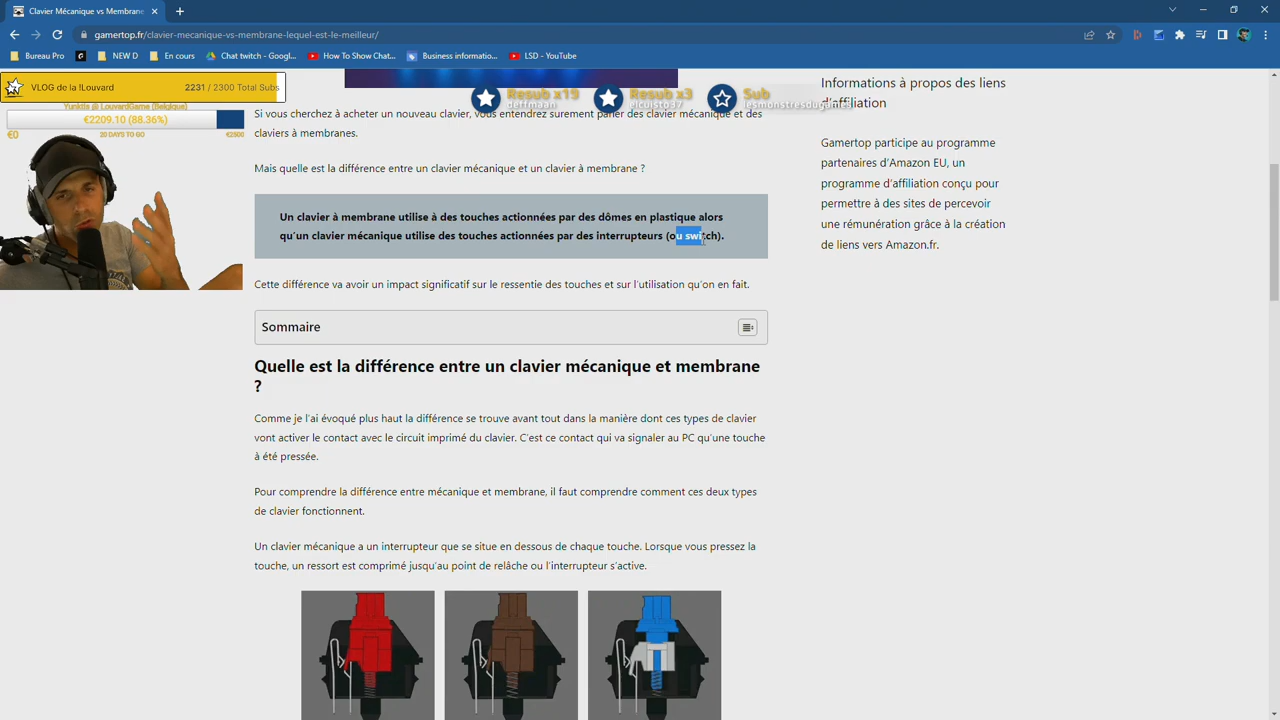 Clavier Mécanique vs Membrane
gamertop.fr/clavier-mecanique-vs-membrane-lequel-est-le-meilleur/
Bureau Pro
NEW D
En cours
Chat twitch - Googl...
How To Show Chat...
Business informatio...
LSD - YouTube
VLOG de la !Louvard
2231 / 2300 Total Subs
Yunktis @ LouvardGame (Belgique)
€2209.10 (88.36%)
€0
20 DAYS TO GO
€2500
Resub x19
deffmaan
Resub x3
elcuisto37
Sub
Si vous cherchez à acheter un nouveau clavier, vous entendrez surement parler des clavier mécanique et des
claviers à membranes.
Mais quelle est la différence entre un clavier mécanique et un clavier à membrane ?
Un clavier à membrane utilise à des touches actionnées par des dômes en plastique alors
qu'un clavier mécanique utilise des touches actionnées par des interrupteurs (ou switch).
Cette différence va avoir un impact significatif sur le ressentie des touches et sur l'utilisation qu'on en fait.
Sommaire
Quelle est la différence entre un clavier mécanique et membrane
?
Comme je l'ai évoqué plus haut la différence se trouve avant tout dans la manière dont ces types de clavier
vont activer le contact avec le circuit imprimé du clavier. C'est ce contact qui va signaler au PC qu'une touche
à été pressée.
Pour comprendre la différence entre mécanique et membrane, il faut comprendre comment ces deux types
de clavier fonctionnent.
Un clavier mécanique a un interrupteur que se situe en dessous de chaque touche. Lorsque vous pressez la
touche, un ressort est comprimé jusqu'au point de relâche ou l'interrupteur s'active.
Informations à propos des liens
d'affiliation
Gamertop participe au programme
partenaires d'Amazon EU, un
programme d'affiliation conçu pour
permettre à des sites de percevoir
une rémunération grâce à la création
de liens vers Amazon.fr.